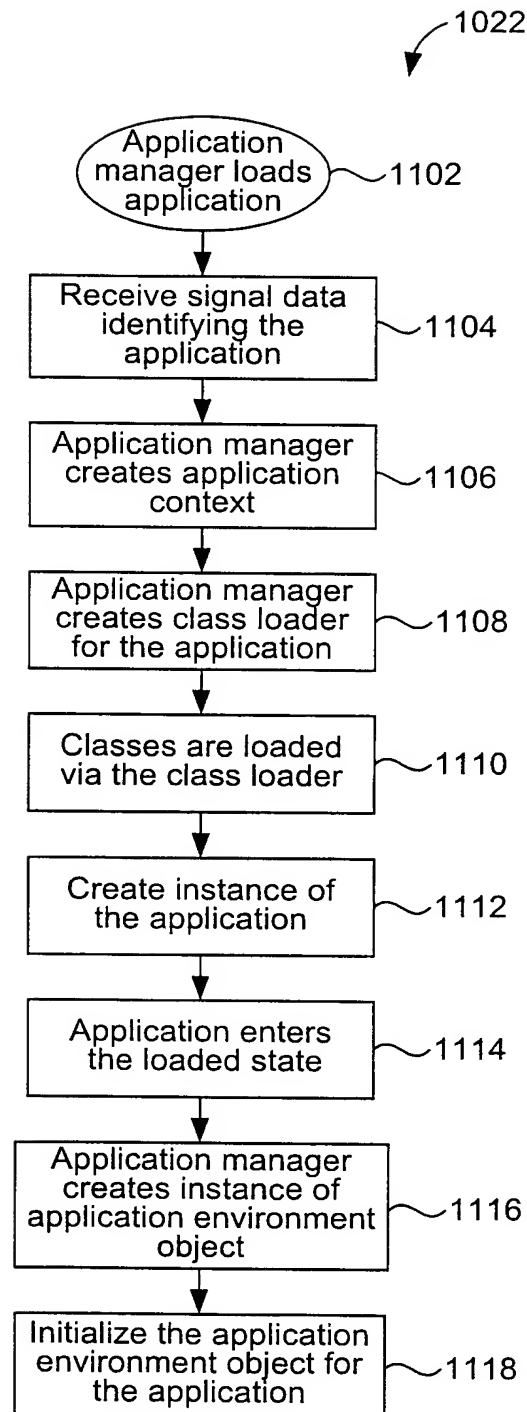 1022
Application
manager loads
application
1102
Receive signal data
identifying the
application
1104
Application manager
creates application
context
1106
Application manager
creates class loader
for the application
1108
Classes are loaded
via the class loader
1110
Create instance of
the application
1112
Application enters
the loaded state
1114
Application manager
creates instance of
application environment
object
1116
Initialize the application
environment object for
the application
1118